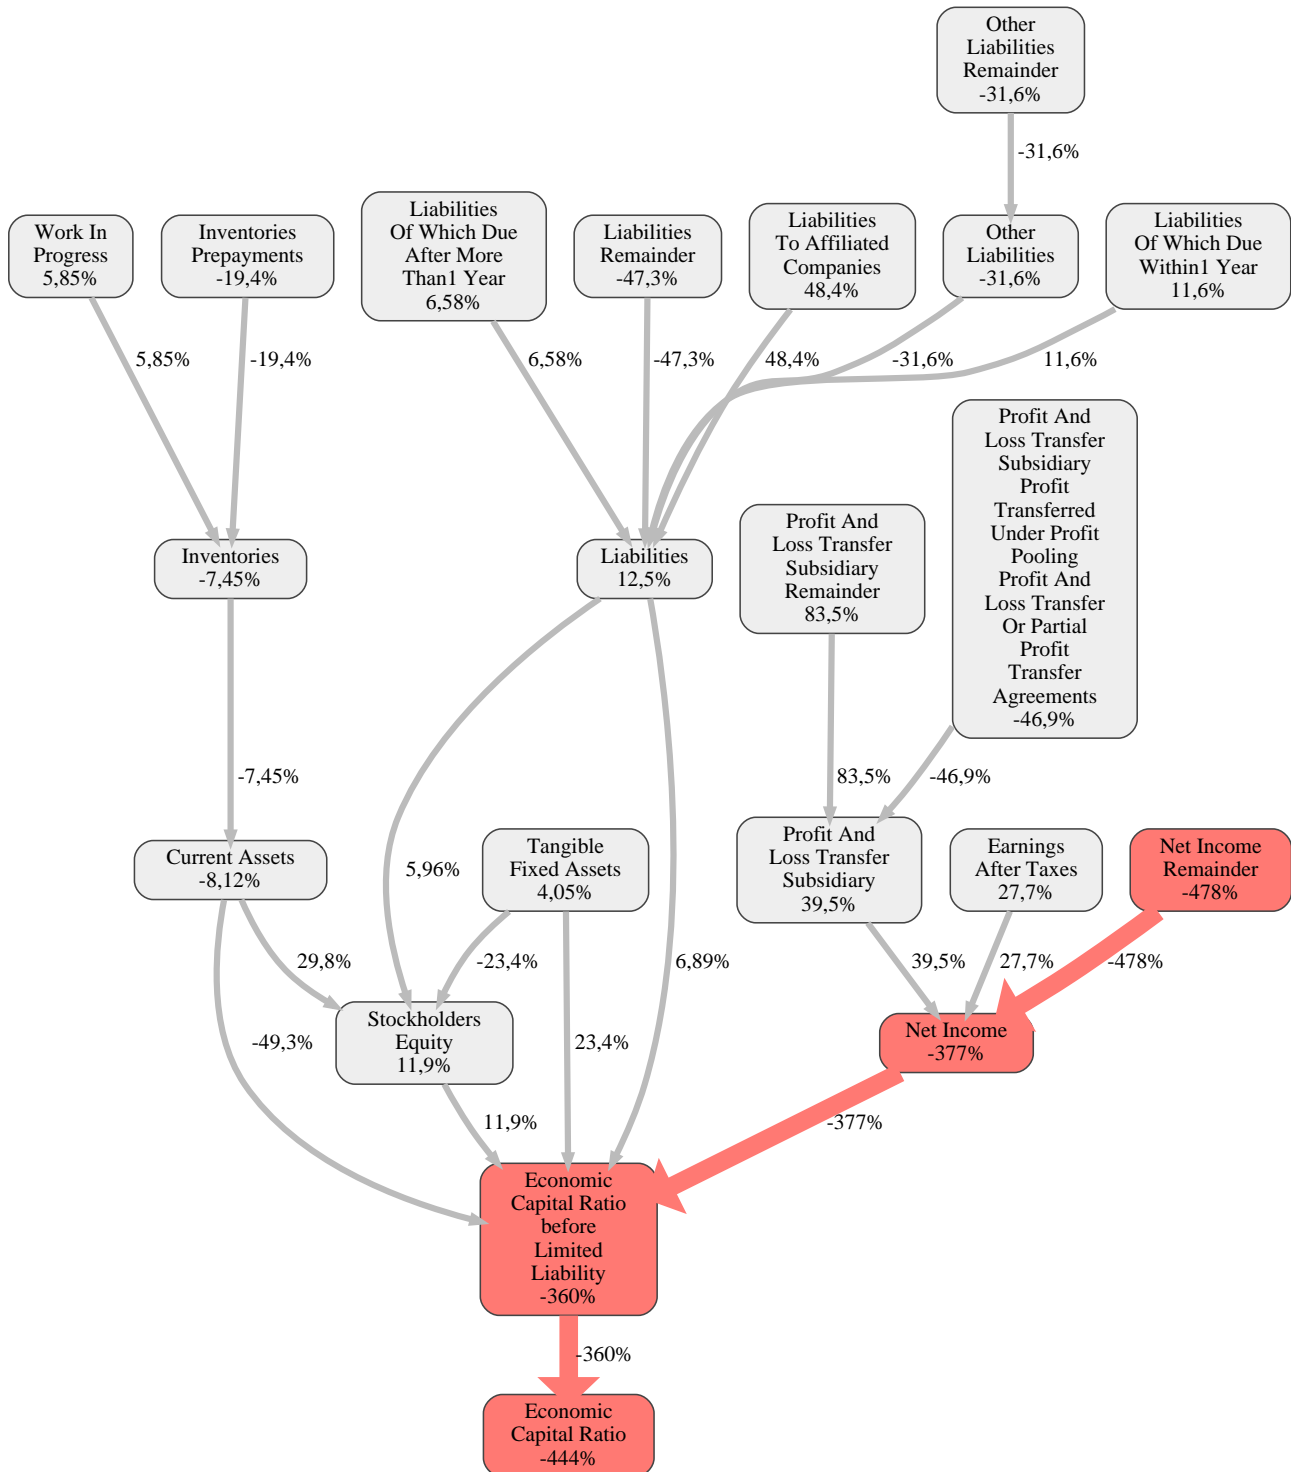 Other
Liabilities
Remainder
-31,6%
-31,6%
Work In
Progress
5,85%
Inventories
Prepayments
-19,4%
Liabilities
Of Which Due
After More
Than1 Year
6,58%
Liabilities
Remainder
-47,3%
Liabilities
To Affiliated
Companies
48,4%
Other
Liabilities
-31,6%
Liabilities
Of Which Due
Within1 Year
11,6%
5,85%
-19,4%
6,58%
-47,3%
48,4%
-31,6%
11,6%
Profit And
Loss Transfer
Subsidiary
Profit
Transferred
Under Profit
Pooling
Profit And
Loss Transfer
Or Partial
Profit
Transfer
Agreements
-46,9%
Profit And
Loss Transfer
Subsidiary
Remainder
83,5%
Inventories
-7,45%
Liabilities
12,5%
-7,45%
83,5%
-46,9%
Current Assets
-8,12%
5,96%
Tangible
Fixed Assets
4,05%
Profit And
Loss Transfer
Subsidiary
39,5%
Earnings
After Taxes
27,7%
Net Income
Remainder
-478%
29,8%
-23,4%
6,89%
39,5%
27,7%
-478%
Stockholders
Equity
11,9%
-49,3%
23,4%
Net Income
-377%
11,9%
-377%
Economic
Capital Ratio
before
Limited
Liability
-360%
-360%
Economic
Capital Ratio
-444%